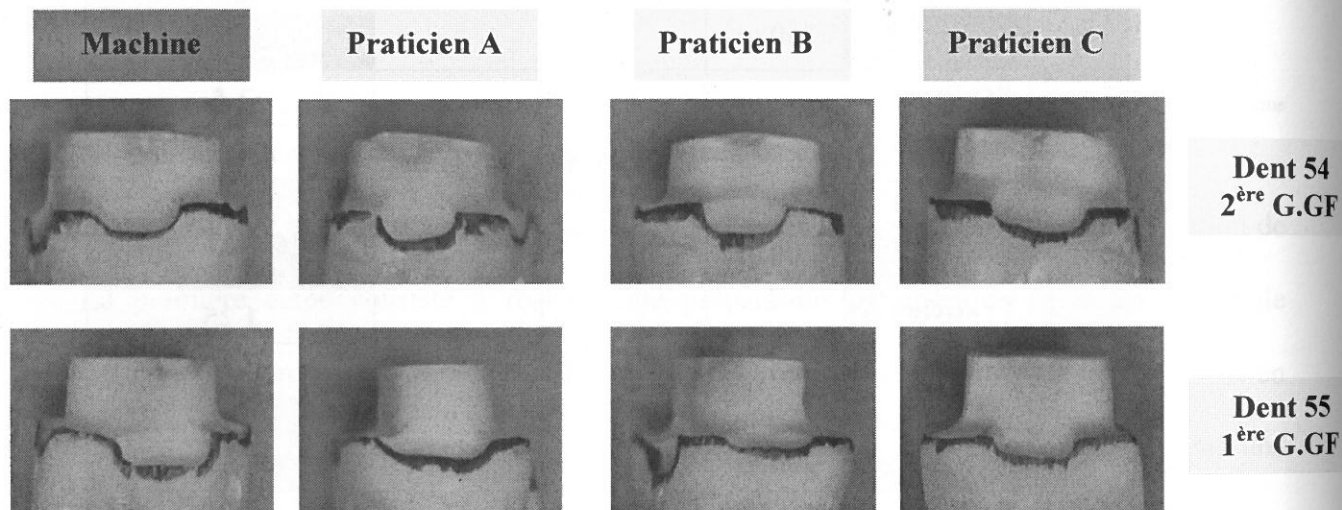 Machine
Praticien A
Praticien B
Praticien C
Dent 54
2ère G.GF
Dent 55
1ère G.GF